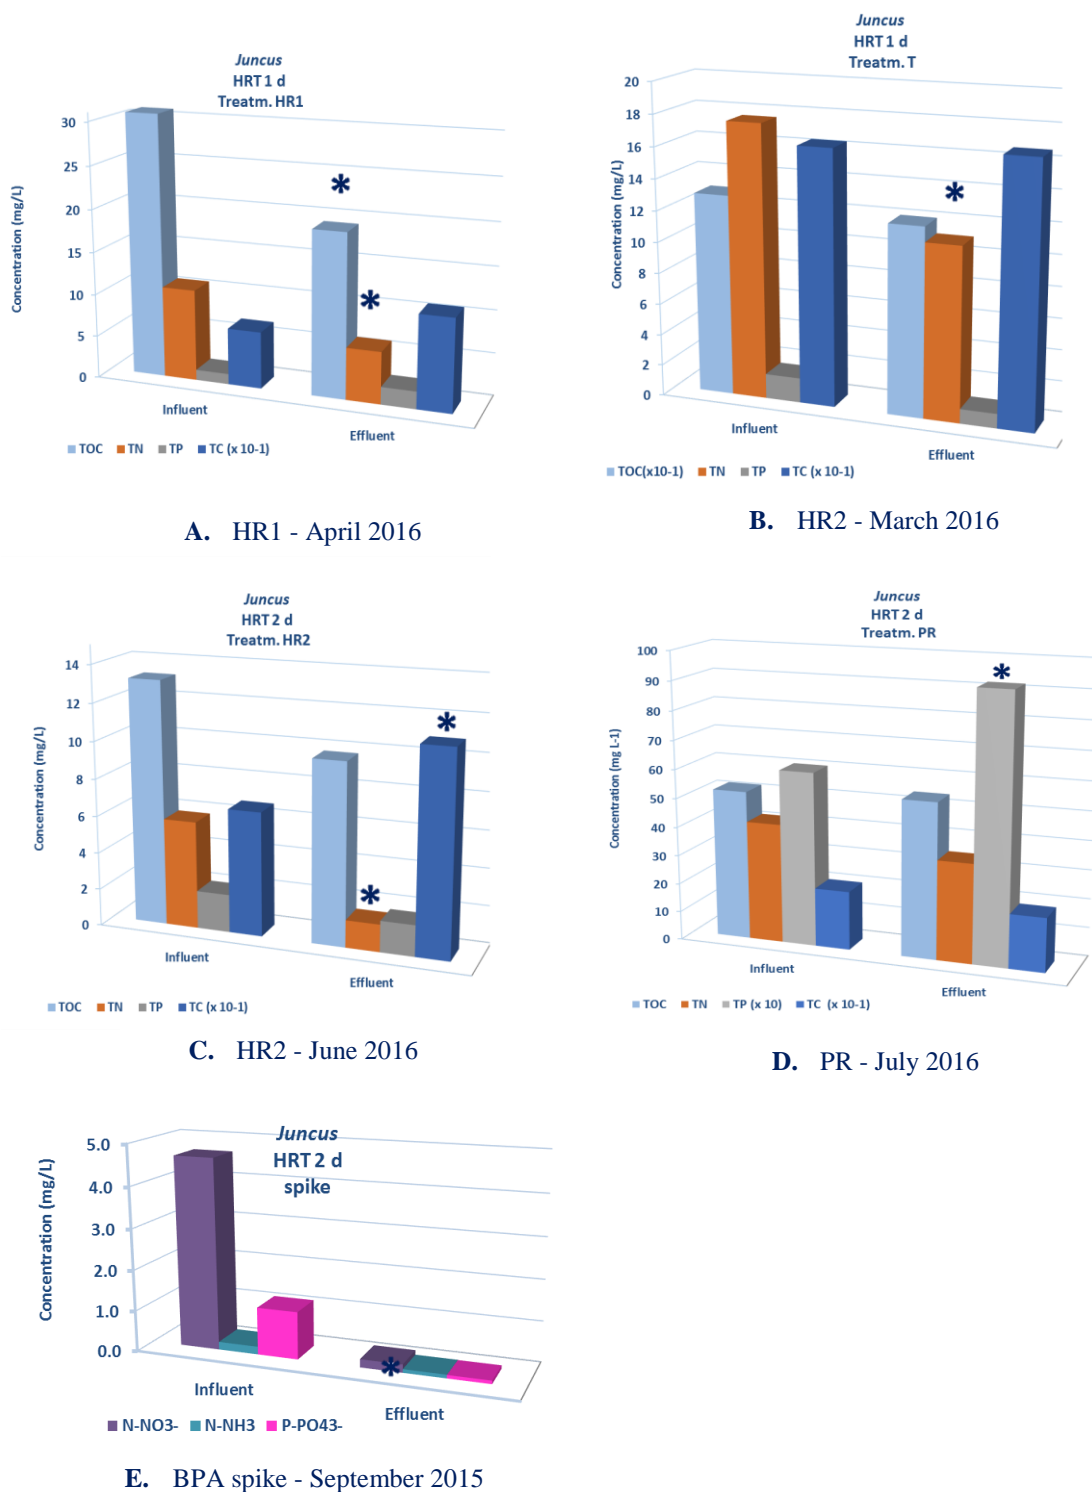 Juncus
HRT 1 d
Treatm. HR1
Concentration (mg/L)
30
25
20
15
10
5
0
*
*
Influent
Effluent
TOC TN TP TC (x 10-1)
A. HR1 - April 2016
Juncus
HRT 1 d
Treatm. T
Concentration (mg/L)
20
18
16
14
12
10
8
6
4
2
0
*
Influent
Effluent
TOC(x10-1) TN TP TC (x 10-1)
B. HR2 - March 2016
Juncus
HRT 2 d
Treatm. HR2
Concentration (mg/L)
14
12
10
8
6
4
2
0
*
*
Influent
Effluent
TOC TN TP TC (x 10-1)
C. HR2 - June 2016
Juncus
HRT 2 d
Treatm. PR
Concentration (mg L-1)
100
90
80
70
60
50
40
30
20
10
0
*
Influent
Effluent
TOC TN TP (x 10) TC (x 10-1)
D. PR - July 2016
Juncus
HRT 2 d
spike
Concentration (mg/L)
5.0
4.0
3.0
2.0
1.0
0.0
*
Influent
Effluent
N-NO3- N-NH3 P-PO43-
E. BPA spike - September 2015